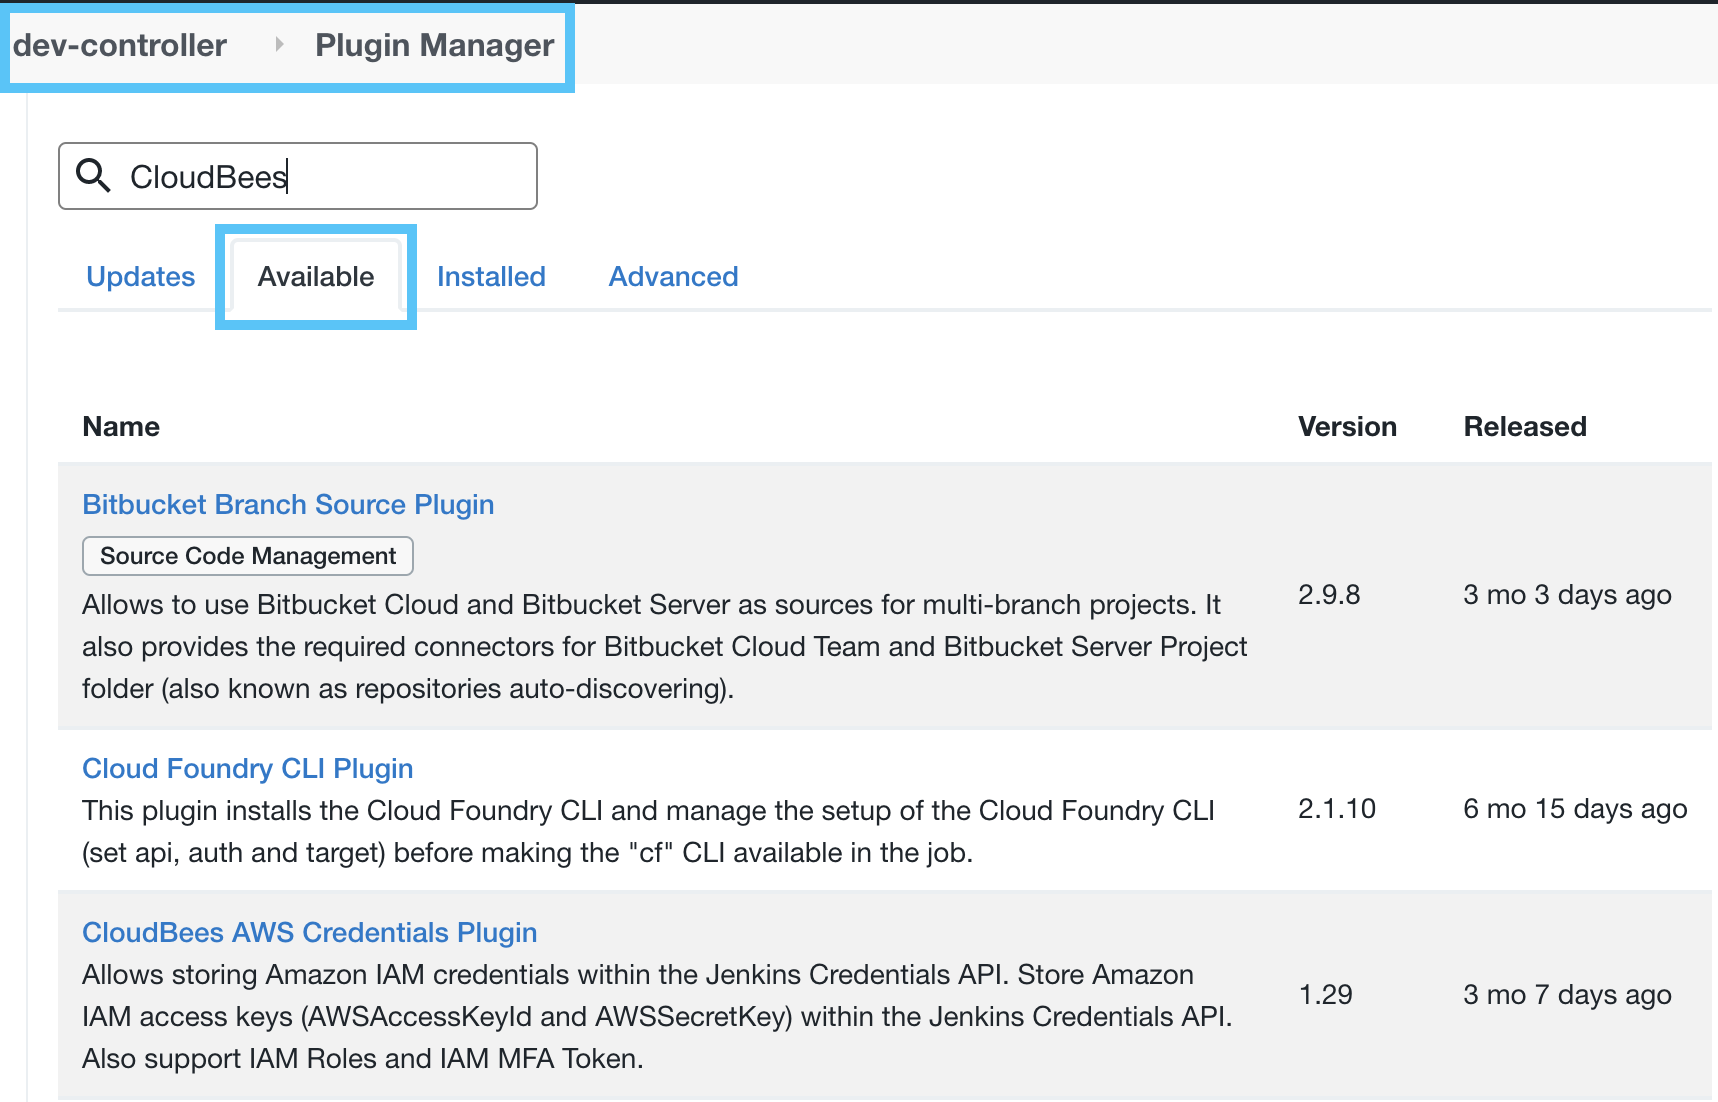 dev-controller Plugin Manager
CloudBees
Updates Available Installed Advanced
Name Version Released
Bitbucket Branch Source Plugin
Source Code Management
Allows to use Bitbucket Cloud and Bitbucket Server as sources for multi-branch projects. It
also provides the required connectors for Bitbucket Cloud Team and Bitbucket Server Project
folder (also known as repositories auto-discovering).
2.9.8 3 mo 3 days ago
Cloud Foundry CLI Plugin
This plugin installs the Cloud Foundry CLI and manage the setup of the Cloud Foundry CLI
(set api, auth and target) before making the "cf" CLI available in the job.
2.1.10 6 mo 15 days ago
CloudBees AWS Credentials Plugin
Allows storing Amazon IAM credentials within the Jenkins Credentials API. Store Amazon
IAM access keys (AWSAccessKeyId and AWSSecretKey) within the Jenkins Credentials API.
Also support IAM Roles and IAM MFA Token.
1.29 3 mo 7 days ago